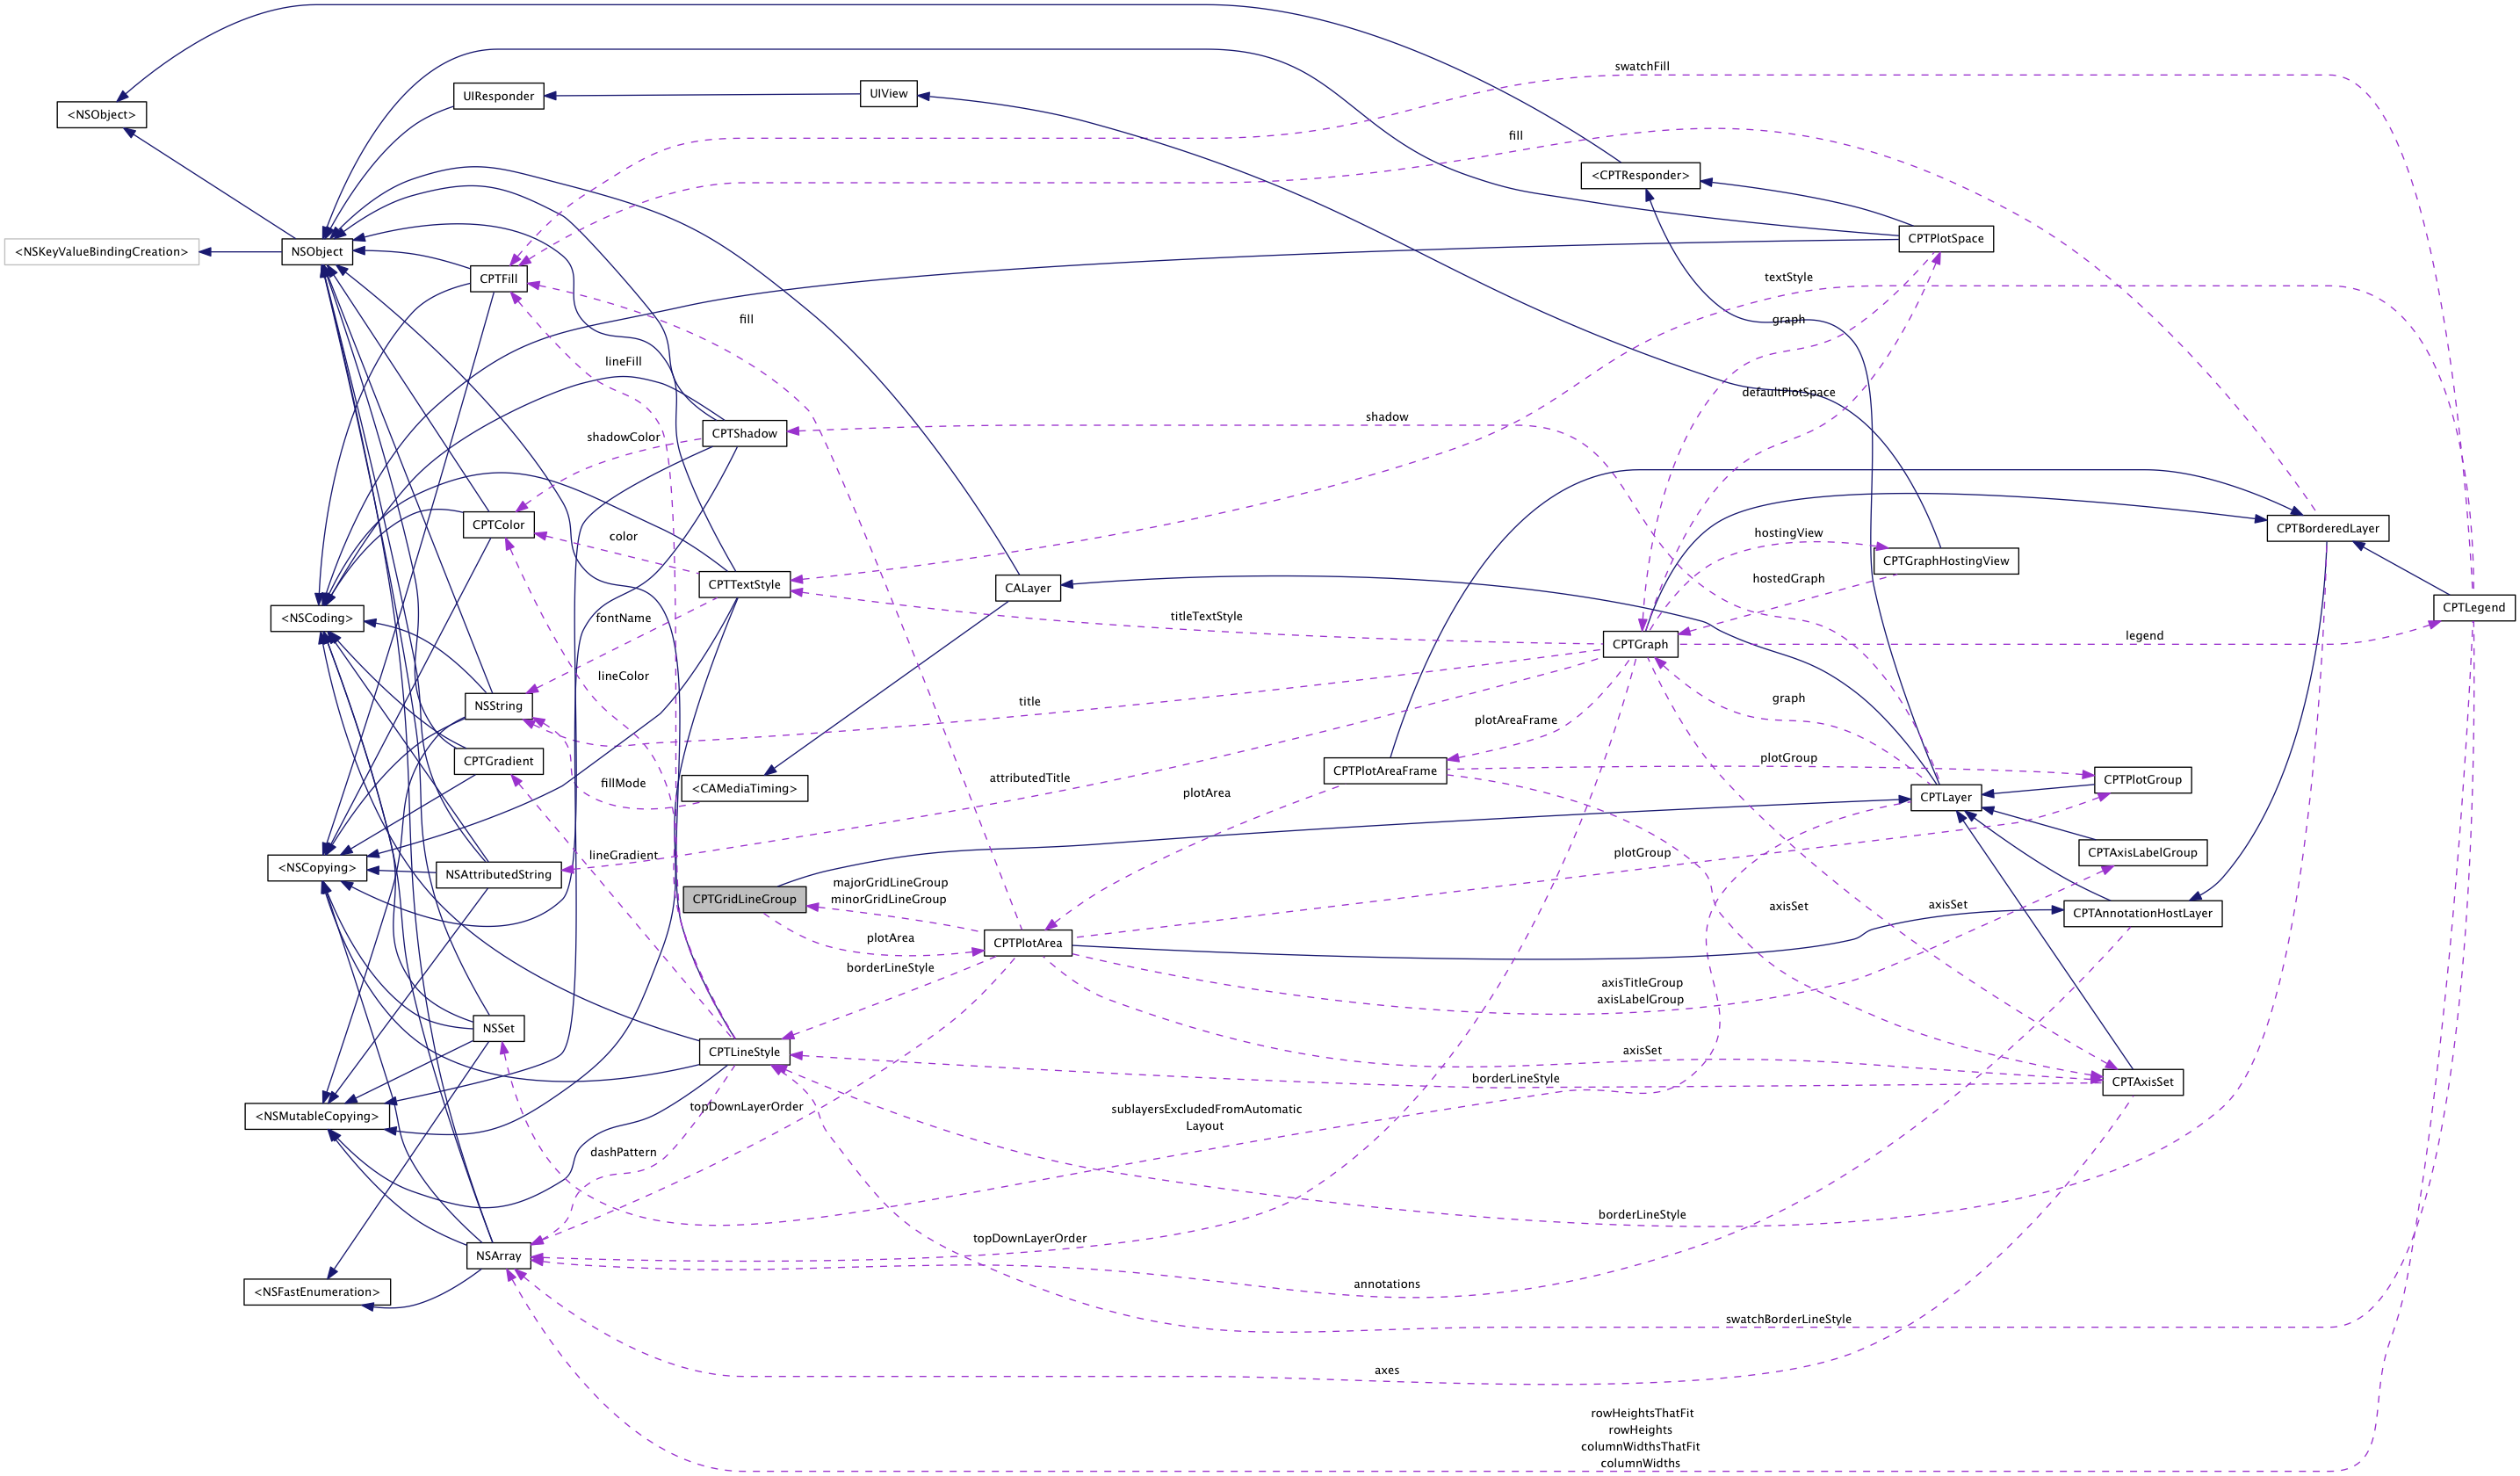 swatchFill
UIResponder
UIView
<NSObject>
fill
<CPTResponder>
CPTPlotSpace
<NSKeyValueBindingCreation>
NSObject
CPTFill
textStyle
fill
graph
lineFill
defaultPlotSpace
shadow
CPTShadow
shadowColor
CPTColor
CPTBorderedLayer
color
hostingView
CPTGraphHostingView
CPTTextStyle
CALayer
hostedGraph
CPTLegend
<NSCoding>
fontName
titleTextStyle
CPTGraph
legend
lineColor
NSString
title
graph
plotAreaFrame
CPTGradient
CPTPlotAreaFrame
plotGroup
attributedTitle
CPTPlotGroup
fillMode
<CAMediaTiming>
plotArea
CPTLayer
lineGradient
plotGroup
CPTAxisLabelGroup
<NSCopying>
NSAttributedString
majorGridLineGroup
minorGridLineGroup
CPTGridLineGroup
axisSet
axisSet
CPTAnnotationHostLayer
plotArea
CPTPlotArea
borderLineStyle
axisTitleGroup
axisLabelGroup
NSSet
CPTLineStyle
axisSet
borderLineStyle
CPTAxisSet
topDownLayerOrder
sublayersExcludedFromAutomatic
Layout
<NSMutableCopying>
dashPattern
borderLineStyle
topDownLayerOrder
NSArray
annotations
<NSFastEnumeration>
swatchBorderLineStyle
axes
rowHeightsThatFit
rowHeights
columnWidthsThatFit
columnWidths